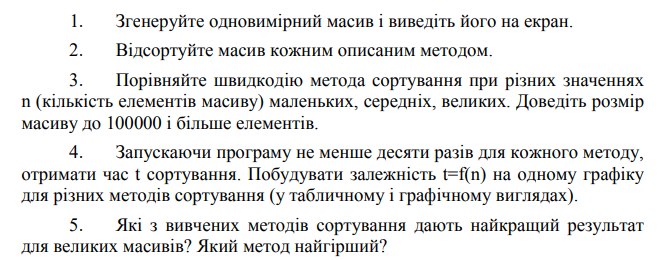 1. Згенеруйте одновимірний масив і виведіть його на екран.
2. Відсортуйте масив кожним описаним методом.
3. Порівняйте швидкодію метода сортування при різних значеннях
n (кількість елементів масиву) маленьких, середніх, великих. Доведіть розмір
масиву до 100000 і більше елементів.
4. Запускаючи програму не менше десяти разів для кожного методу,
отримати час t сортування. Побудувати залежність t=f(n) на одному графіку
для різних методів сортування (у табличному і графічному виглядах).
5. Які з вивчених методів сортування дають найкращий результат
для великих масивів? Який метод найгірший?